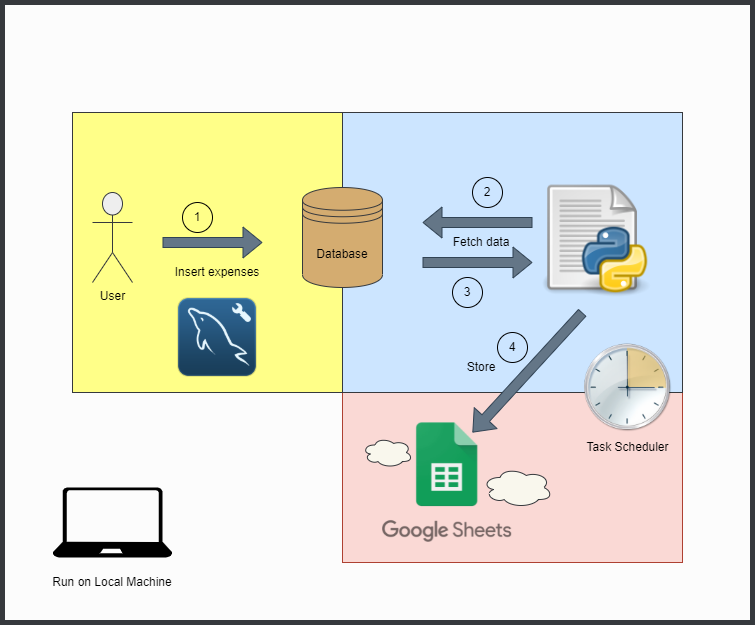 1
2
Database
Fetch data
Insert expenses
User
3
4
Store
Task Scheduler
Google Sheets
Run on Local Machine